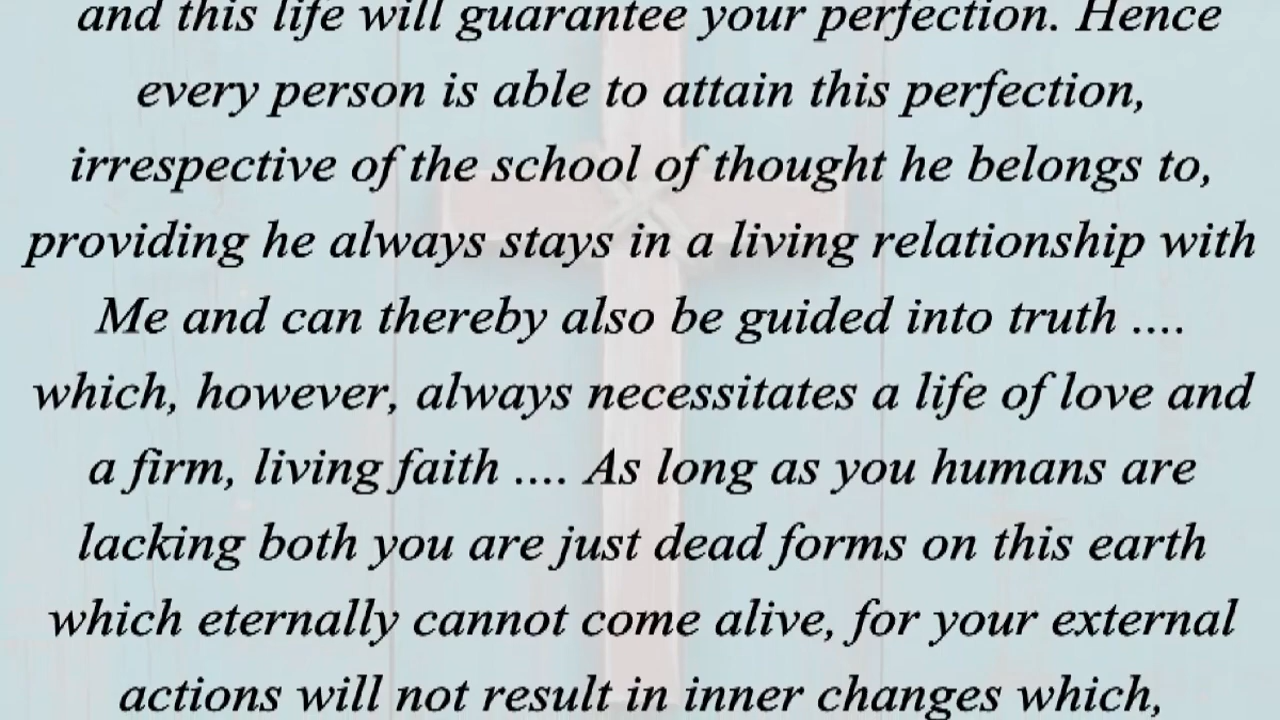 and this life will guarantee your perfection. Hence
every person is able to attain this perfection,
irrespective of the school of thought he belongs to,
providing he always stays in a living relationship with
Me and can thereby also be guided into truth ....
which, however, always necessitates a life of love and
a firm, living faith .... As long as you humans are
lacking both you are just dead forms on this earth
which eternally cannot come alive, for your external
actions will not result in inner changes which,